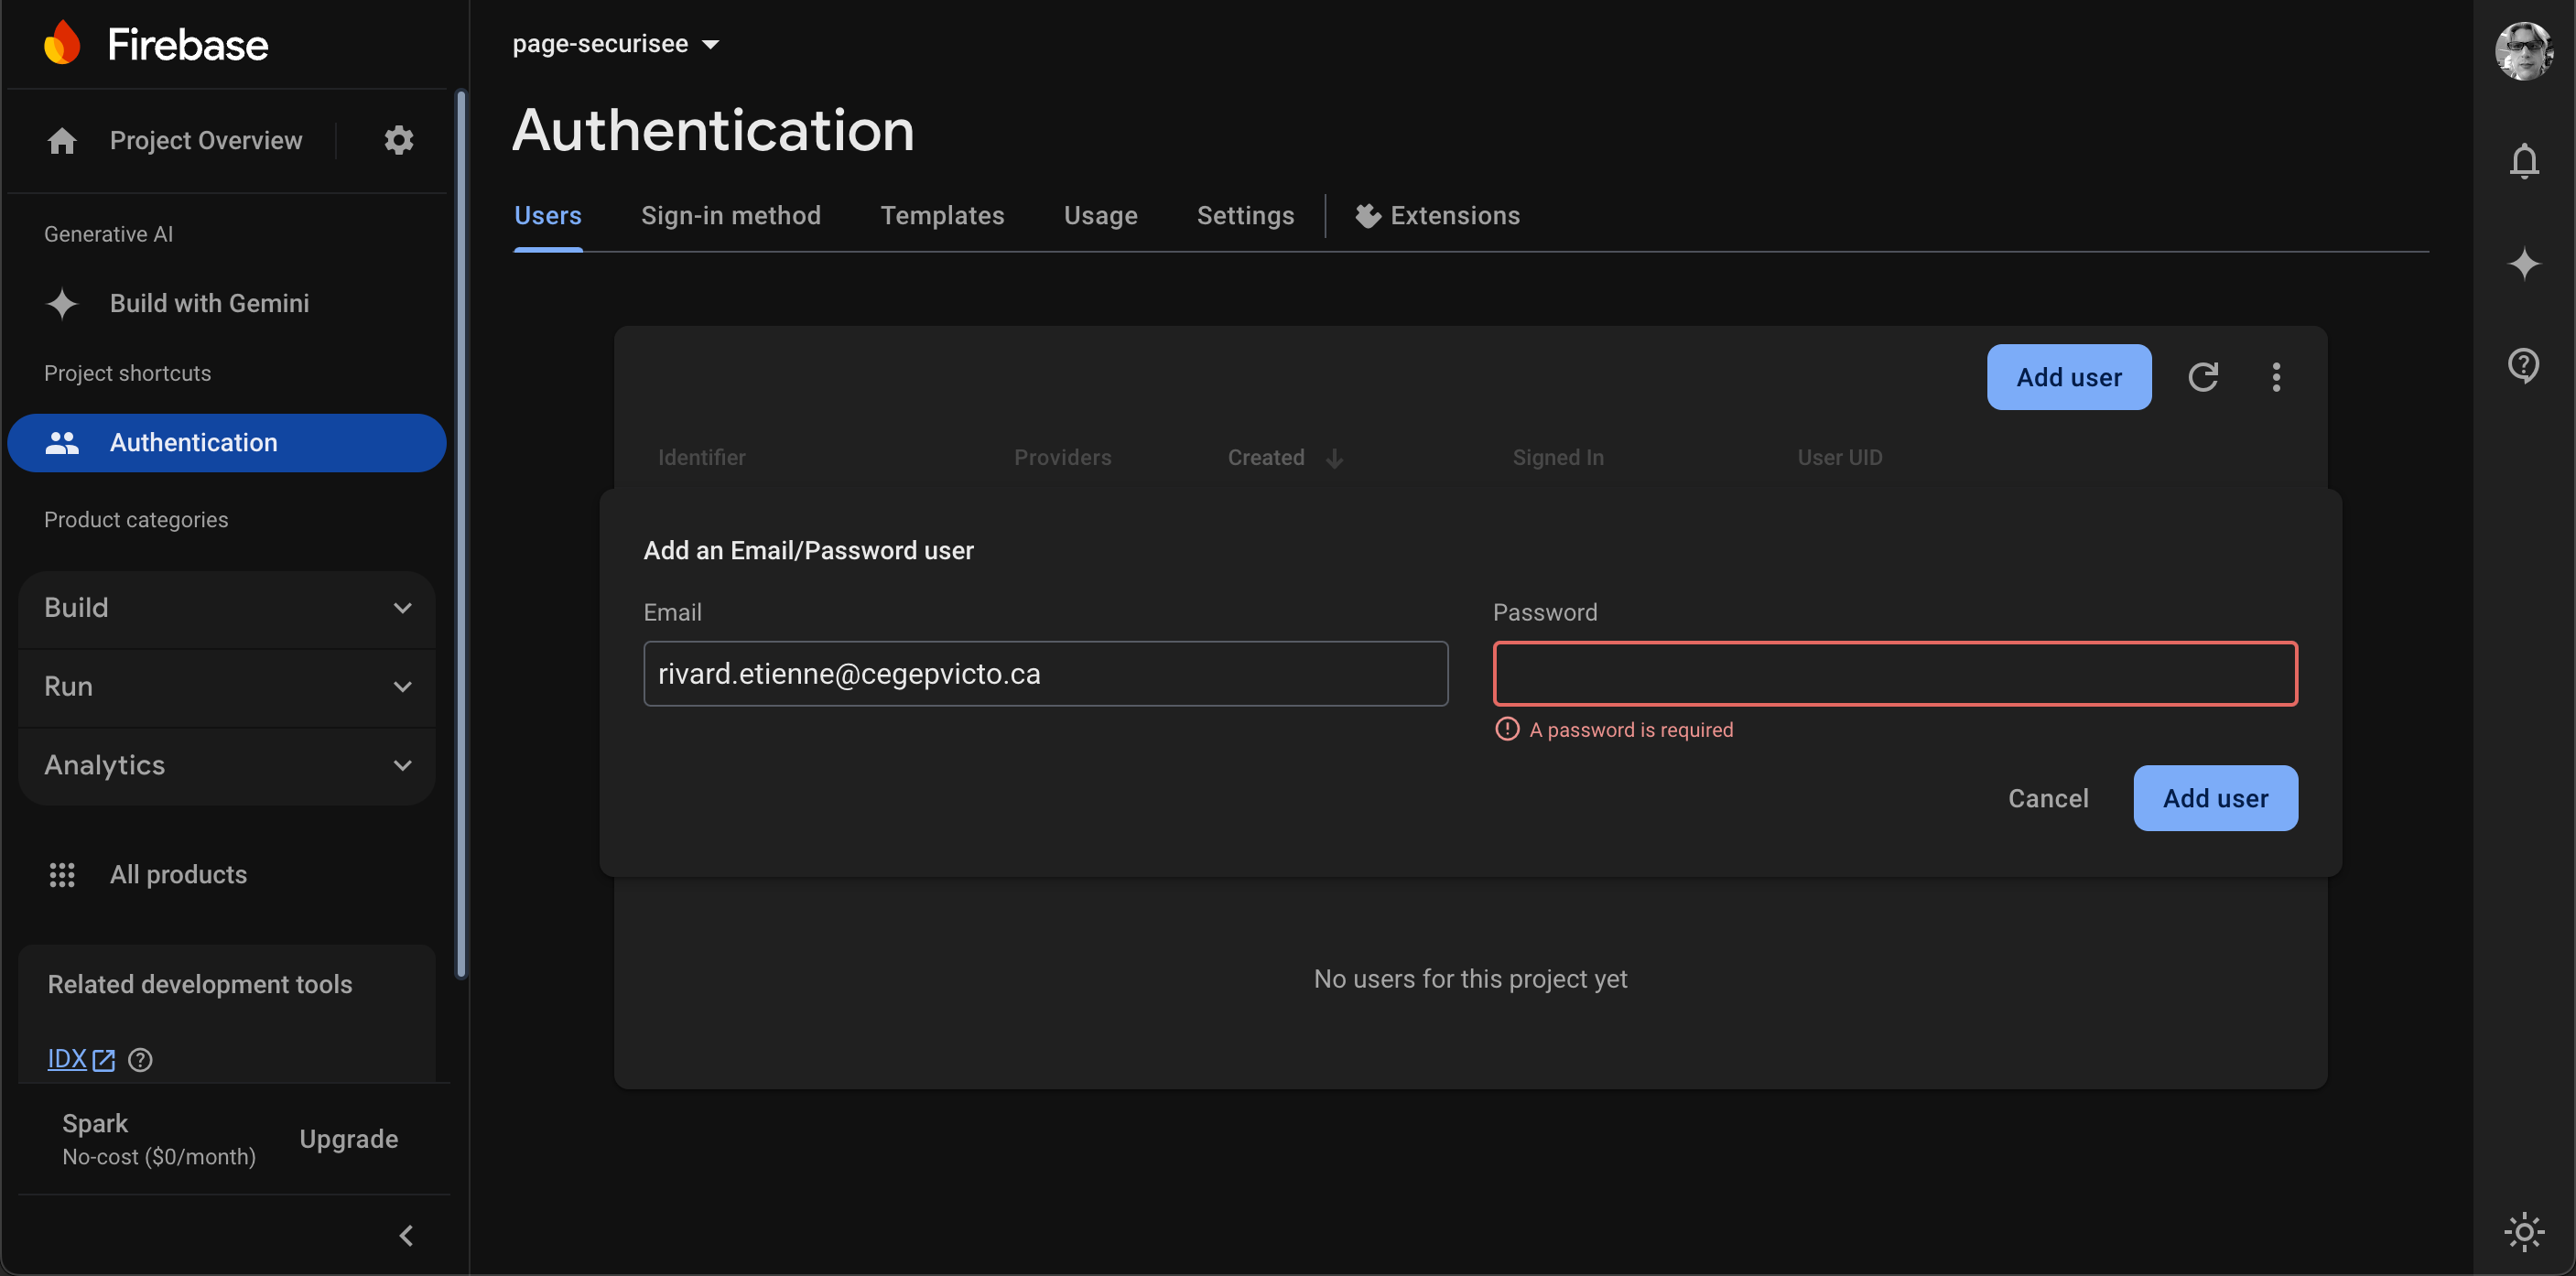 Firebase
Project Overview
Generative AI
Build with Gemini
Project shortcuts
Authentication
Product categories
Build
Run
Analytics
All products
Related development tools
IDX
Spark
No-cost ($0/month)
Upgrade
page-securisee
Authentication
Users Sign-in method Templates Usage Settings Extensions
Add user
Identifier Providers Created Signed In User UID
Add an Email/Password user
Email Password
rivard.etienne@cegepvicto.ca
A password is required
Cancel Add user
No users for this project yet